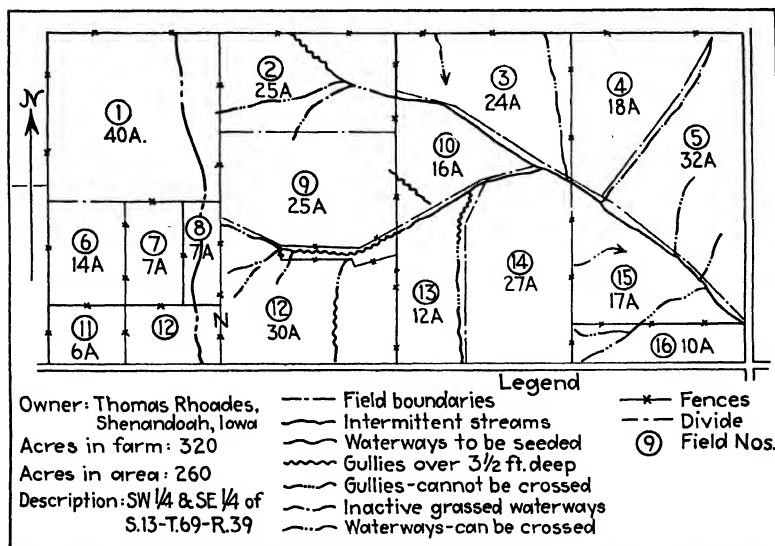 N
① 40A.
② 25A
③ 24A
④ 18A
⑤ 32A
⑥ 14A
⑦ 7A
⑧ 7A
⑨ 25A
⑩ 16A
⑪ 6A
⑫
N
⑫ 30A
⑬ 12A
⑭ 27A
⑮ 17A
⑯ 10A
Legend
Owner: Thomas Rhoades,
Shenandoah, Iowa
Acres in farm: 320
Acres in area: 260
Description: SW 1/4 & SE 1/4 of
S.13-T.69-R.39
Field boundaries
Intermittent streams
Waterways to be seeded
Gullies over 3½ ft. deep
Gullies-cannot be crossed
Inactive grassed waterways
Waterways-can be crossed
Fences
Divide
⑨ Field Nos.